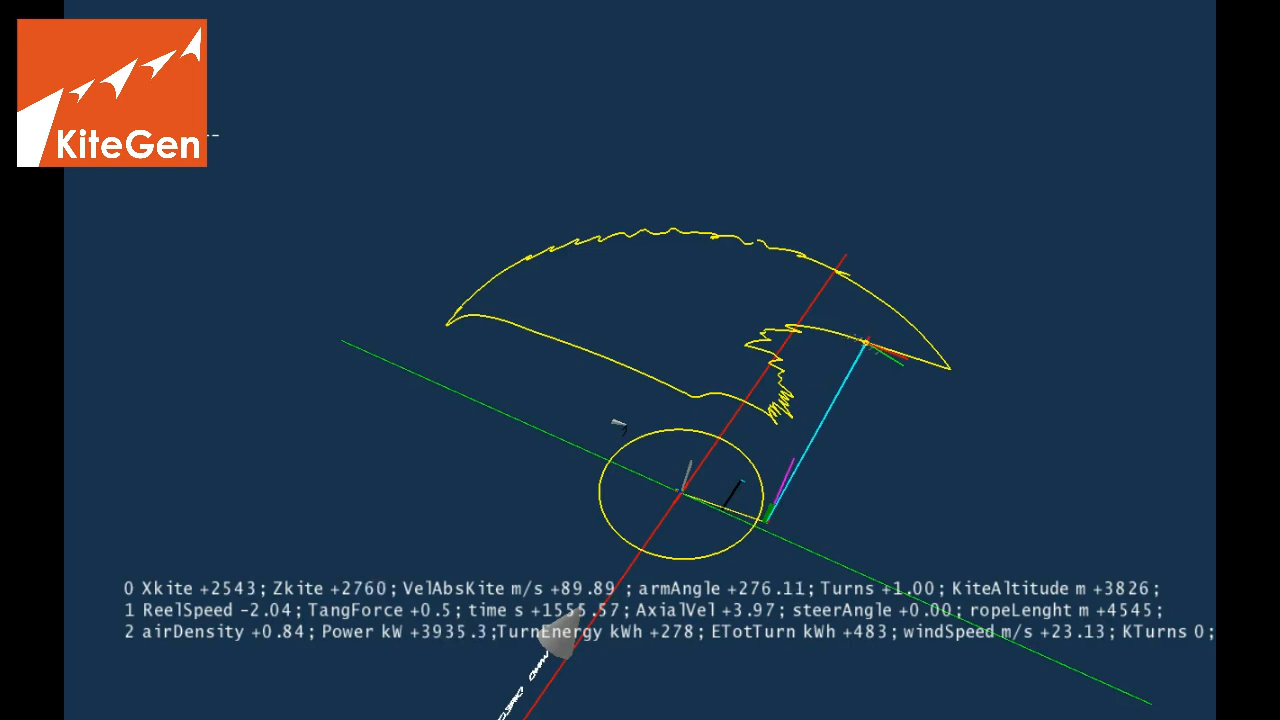 KiteGen
0 Xkite +2543; Zkite +2760; VelAbsKite m/s +89.89 ; armAngle +276.11; Turns +1.00; KiteAltitude m +3826;
1 ReelSpeed -2.04; TangForce +0.5; time s +1555.57; AxialVel +3.97; steerAngle +0.00; ropeLenght m +4545;
2 airDensity +0.84; Power kW +3935.3;TurnEnergy kWh +278; ETotTurn kWh +483; windSpeed m/s +23.13; KTurns 0;